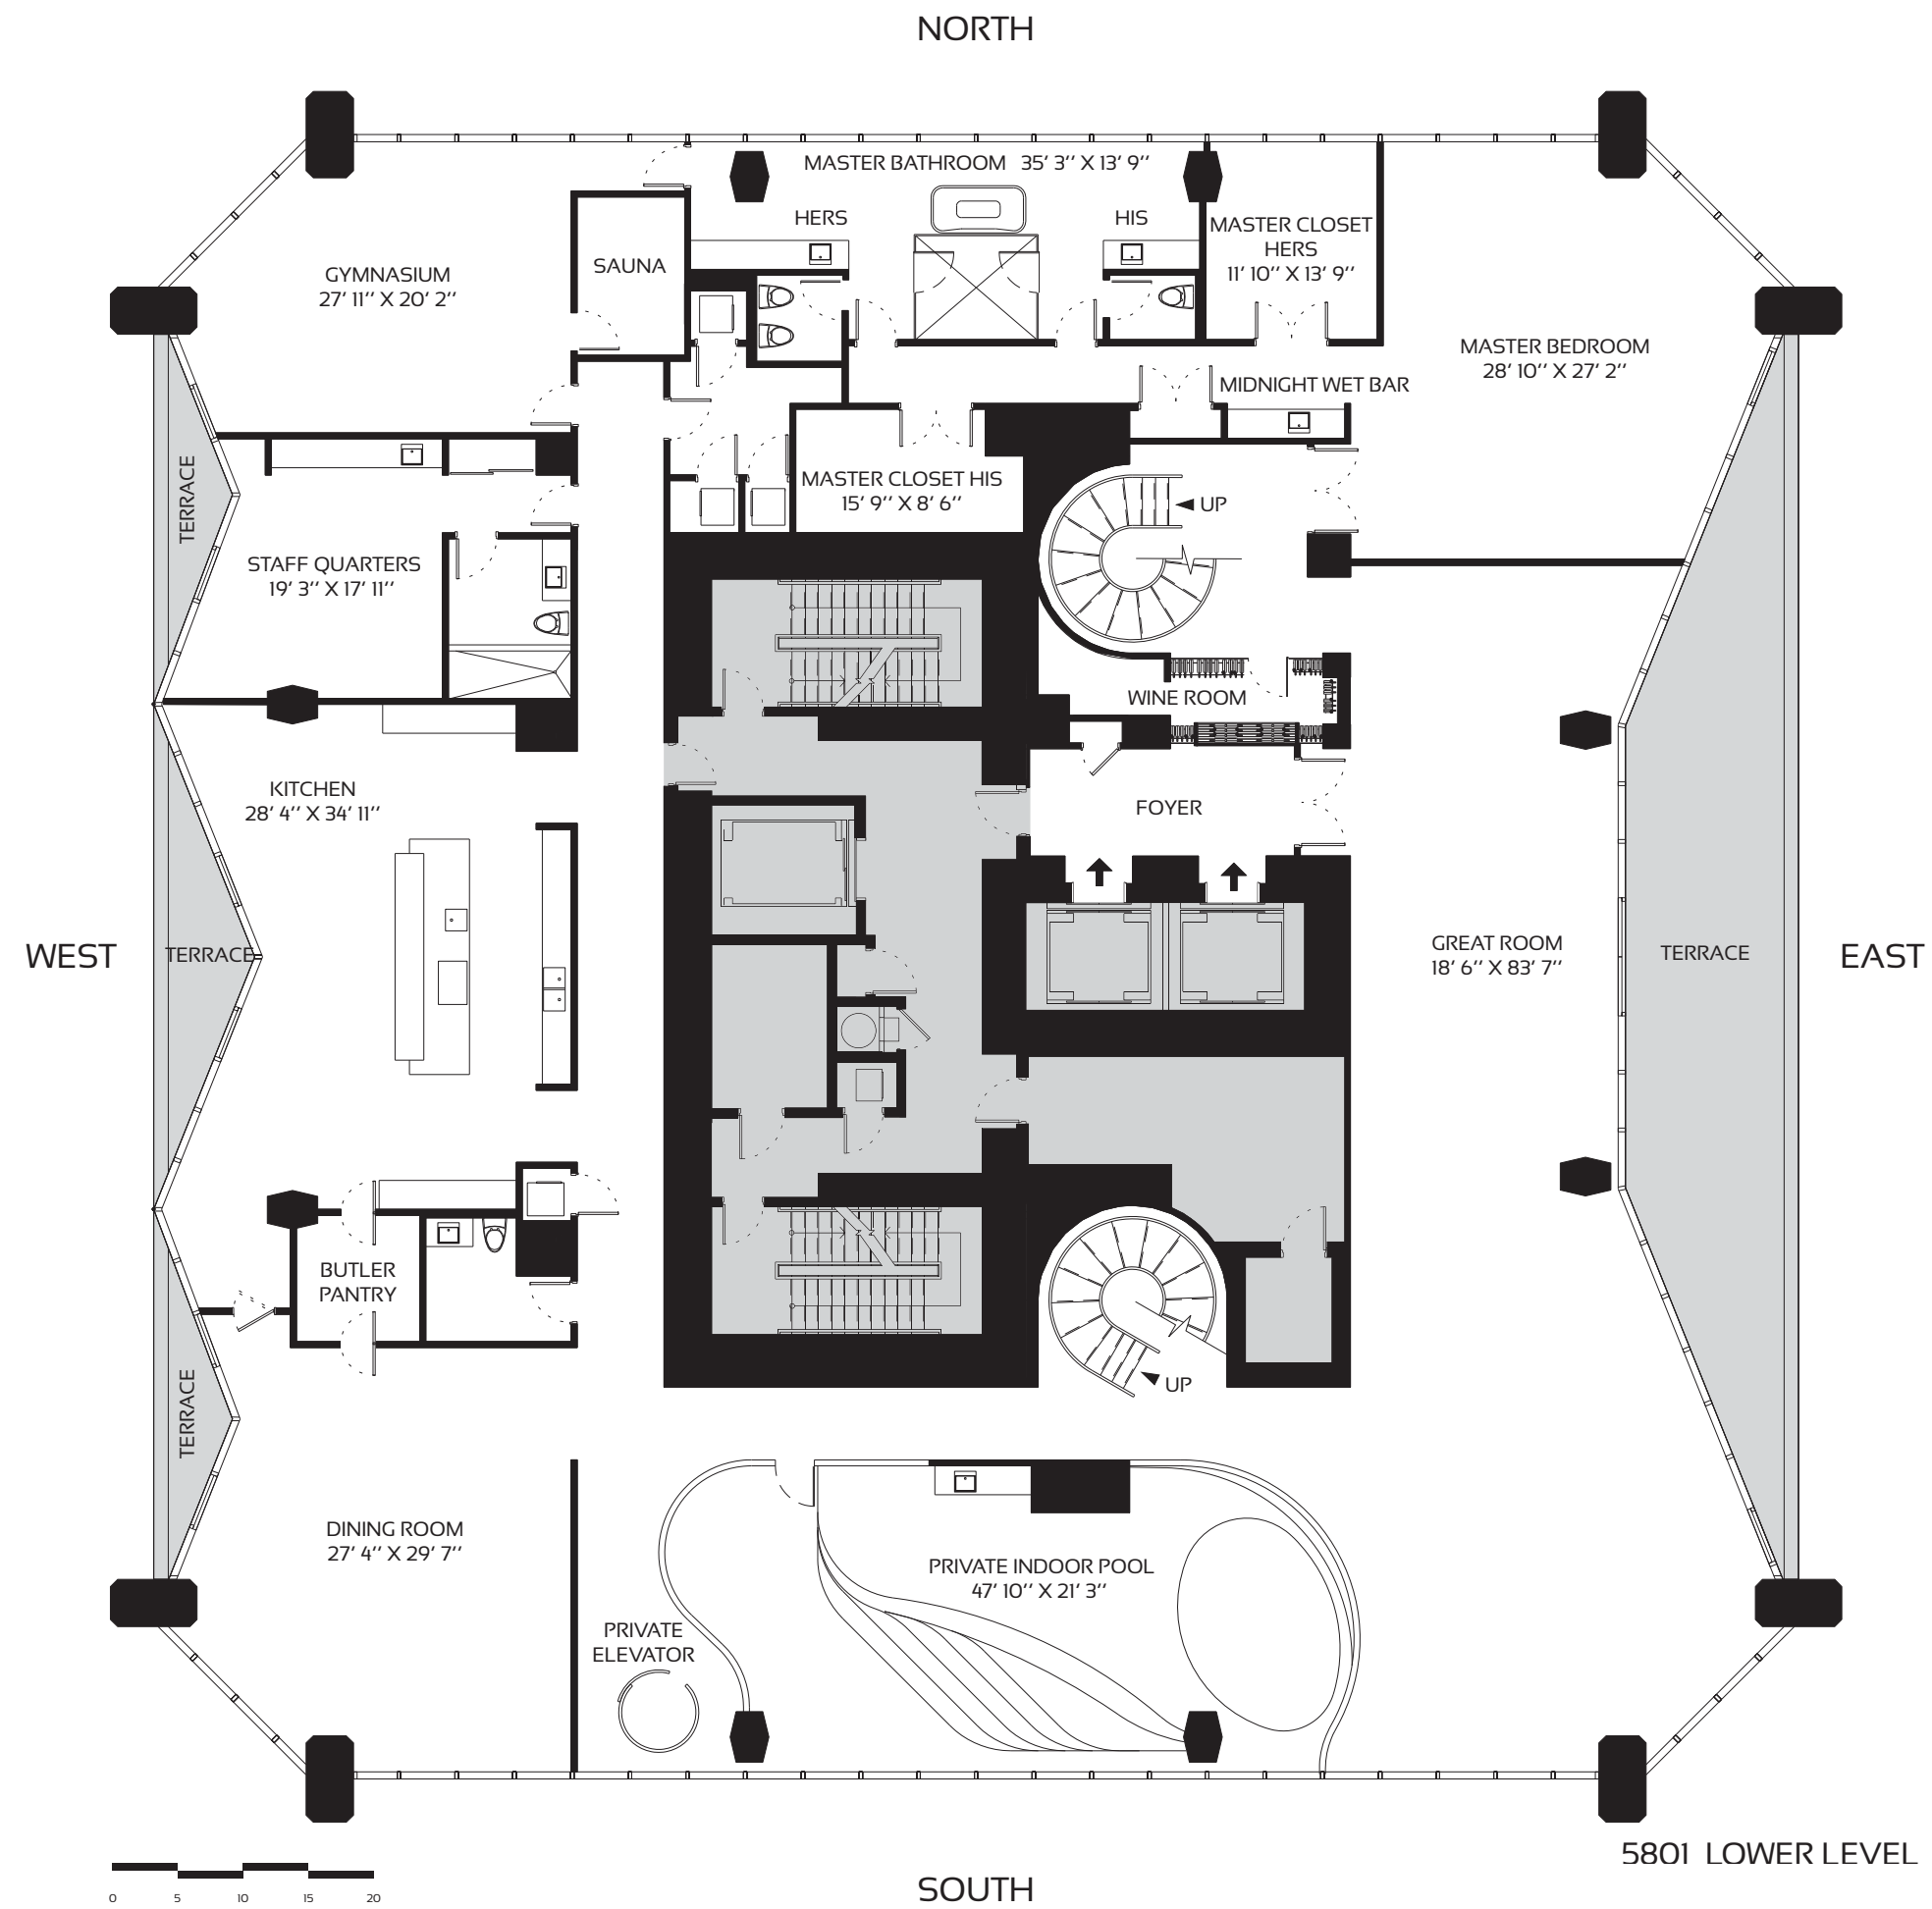 NORTH
MASTER BATHROOM 35' 3'' X 13' 9''
HERS
HIS
MASTER CLOSET
HERS
11' 10'' X 13' 9''
SAUNA
GYMNASIUM
27' 11'' X 20' 2''
MASTER BEDROOM
28' 10'' X 27' 2''
MIDNIGHT WET BAR
MASTER CLOSET HIS
15' 9'' X 8' 6''
UP
TERRACE
STAFF QUARTERS
19' 3'' X 17' 11''
WINE ROOM
KITCHEN
28' 4'' X 34' 11''
FOYER
WEST
TERRACE
GREAT ROOM
18' 6'' X 83' 7''
TERRACE
EAST
BUTLER
PANTRY
TERRACE
UP
DINING ROOM
27' 4'' X 29' 7''
PRIVATE INDOOR POOL
47' 10'' X 21' 3''
PRIVATE
ELEVATOR
5801 LOWER LEVEL
0 5 10 15 20
SOUTH